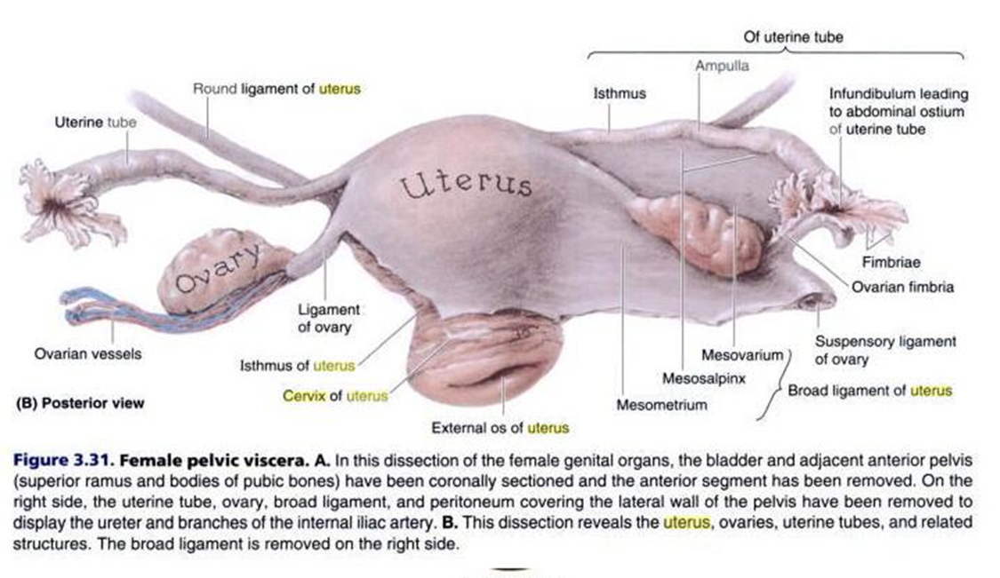 Of uterine tube
Ampulla
Round ligament of uterus
Isthmus
Infundibulum leading
to abdominal ostium
of uterine tube
Uterine tube
Uterus
Ovary
Fimbriae
Ovarian fimbria
Ligament
of ovary
Suspensory ligament
of ovary
Ovarian vessels
Mesovarium
Isthmus of uterus
Mesosalpinx
Broad ligament of uterus
Cervix of uterus
(B) Posterior view
Mesometrium
External os of uterus
Figure 3.31. Female pelvic viscera. A. In this dissection of the female genital organs, the bladder and adjacent anterior pelvis
(superior ramus and bodies of pubic bones) have been coronally sectioned and the anterior segment has been removed. On the
right side, the uterine tube, ovary, broad ligament, and peritoneum covering the lateral wall of the pelvis have been removed to
display the ureter and branches of the internal iliac artery. B. This dissection reveals the uterus, ovaries, uterine tubes, and related
structures. The broad ligament is removed on the right side.